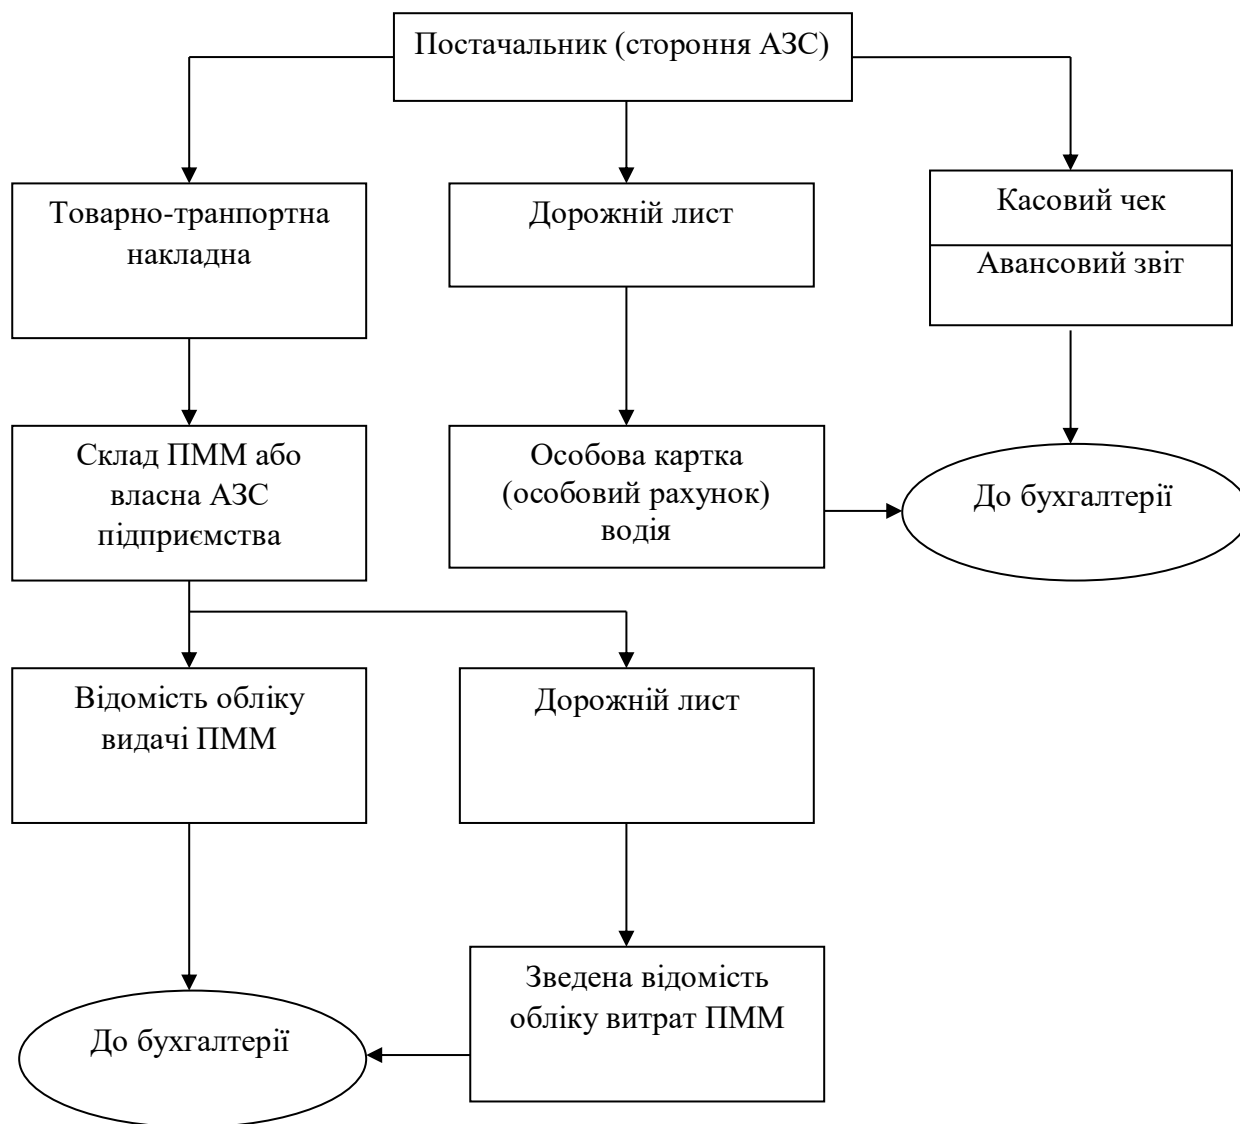 Постачальник (стороння АЗС)
Товарно-транпортна
накладна
Дорожній лист
Касовий чек
Авансовий звіт
Склад ПММ або
власна АЗС
підприємства
Особова картка
(особовий рахунок)
водія
До бухгалтерії
Відомість обліку
видачі ПММ
Дорожній лист
Зведена відомість
обліку витрат ПММ
До бухгалтерії